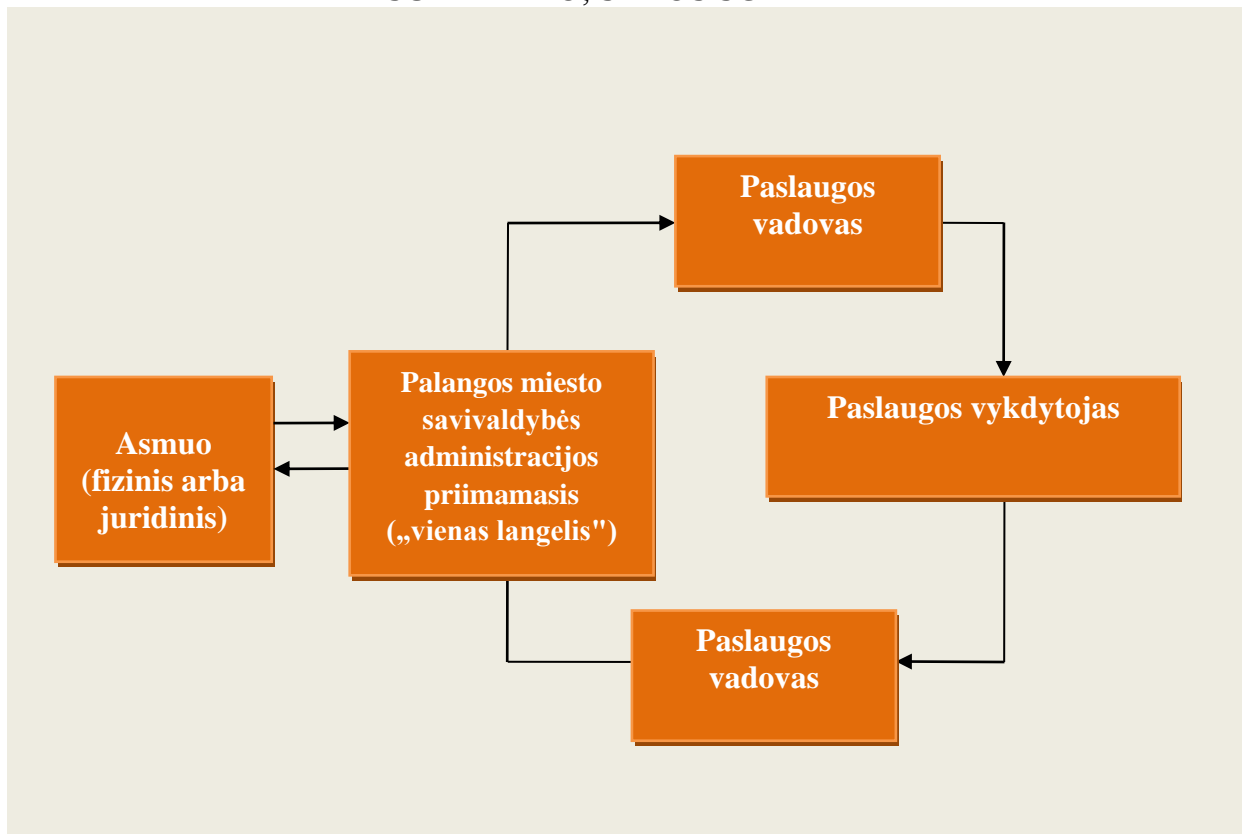 Paslaugos
vadovas
Palangos miesto
savivaldybės
administracijos
priimamasis
(„vienas langelis")
Paslaugos vykdytojas
Asmuo
(fizinis arba
juridinis)
Paslaugos
vadovas